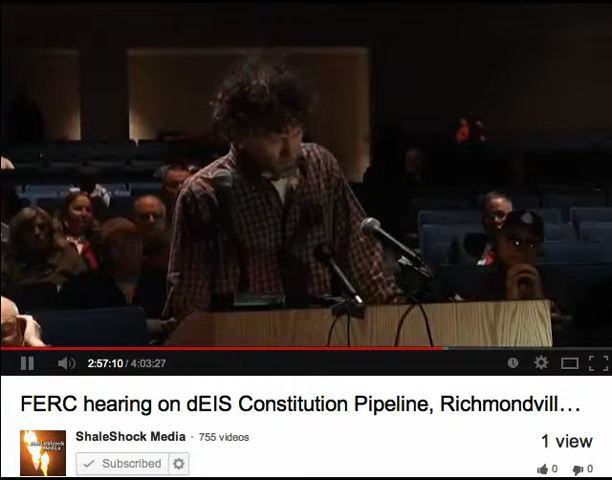 2:57:10 / 4:03:27
FERC hearing on dEIS Constitution Pipeline, Richmondvill...
ShaleShock Media · 755 videos
Subscribed
1 view
0 0